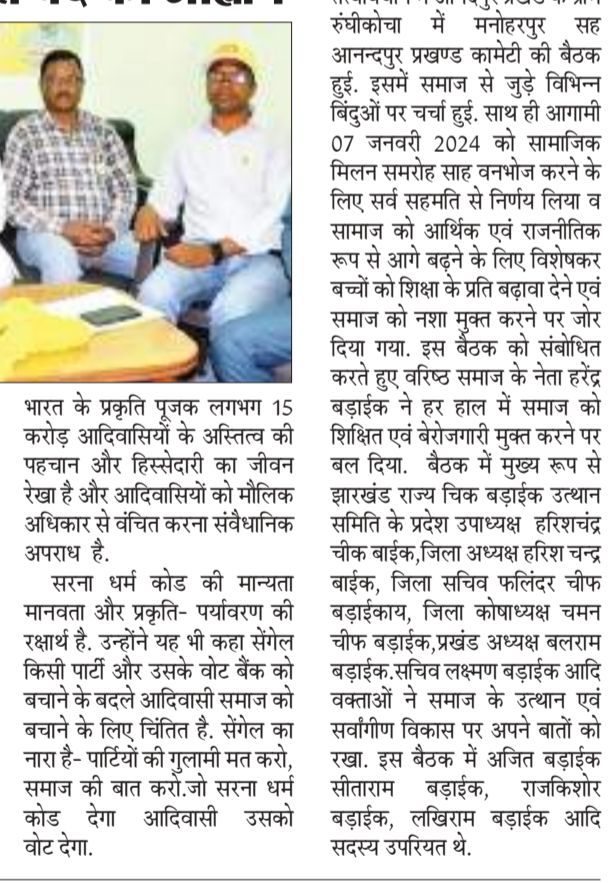 भारत के प्रकृति पूजक लगभग 15
करोड़ आदिवासियों के अस्तित्व की
पहचान और हिस्सेदारी का जीवन
रेखा है और आदिवासियों को मौलिक
अधिकार से वंचित करना संवैधानिक
अपराध है.
सरना धर्म कोड की मान्यता
मानवता और प्रकृति- पर्यावरण की
रक्षार्थ है. उन्होंने यह भी कहा सेंगेल
किसी पार्टी और उसके वोट बैंक को
बचाने के बदले आदिवासी समाज को
बचाने के लिए चिंतित है. सेंगेल का
नारा है- पार्टियों की गुलामी मत करो,
समाज की बात करो.जो सरना धर्म
कोड देगा आदिवासी उसको
वोट देगा.
रुंघीकोचा में मनोहरपुर सह
आनन्दपुर प्रखण्ड कामेटी की बैठक
हुई. इसमें समाज से जुड़े विभिन्न
बिंदुओं पर चर्चा हुई. साथ ही आगामी
07 जनवरी 2024 को सामाजिक
मिलन समरोह साह वनभोज करने के
लिए सर्व सहमति से निर्णय लिया व
सामाज को आर्थिक एवं राजनीतिक
रूप से आगे बढ़ने के लिए विशेषकर
बच्चों को शिक्षा के प्रति बढ़ावा देने एवं
समाज को नशा मुक्त करने पर जोर
दिया गया. इस बैठक को संबोधित
करते हुए वरिष्ठ समाज के नेता हरेंद्र
बड़ाईक ने हर हाल में समाज को
शिक्षित एवं बेरोजगारी मुक्त करने पर
बल दिया. बैठक में मुख्य रूप से
झारखंड राज्य चिक बड़ाईक उत्थान
समिति के प्रदेश उपाध्यक्ष हरिशचंद्र
चीक बाईक,जिला अध्यक्ष हरिश चन्द्र
बाईक, जिला सचिव फलिंदर चीफ
बड़ाईकाय, जिला कोषाध्यक्ष चमन
चीफ बड़ाईक,प्रखंड अध्यक्ष बलराम
बड़ाईक.सचिव लक्ष्मण बड़ाईक आदि
वक्ताओं ने समाज के उत्थान एवं
सर्वांगीण विकास पर अपने बातों को
रखा. इस बैठक में अजित बड़ाईक
सीताराम बड़ाईक, राजकिशोर
बड़ाईक, लखिराम बड़ाईक आदि
सदस्य उपरियत थे.